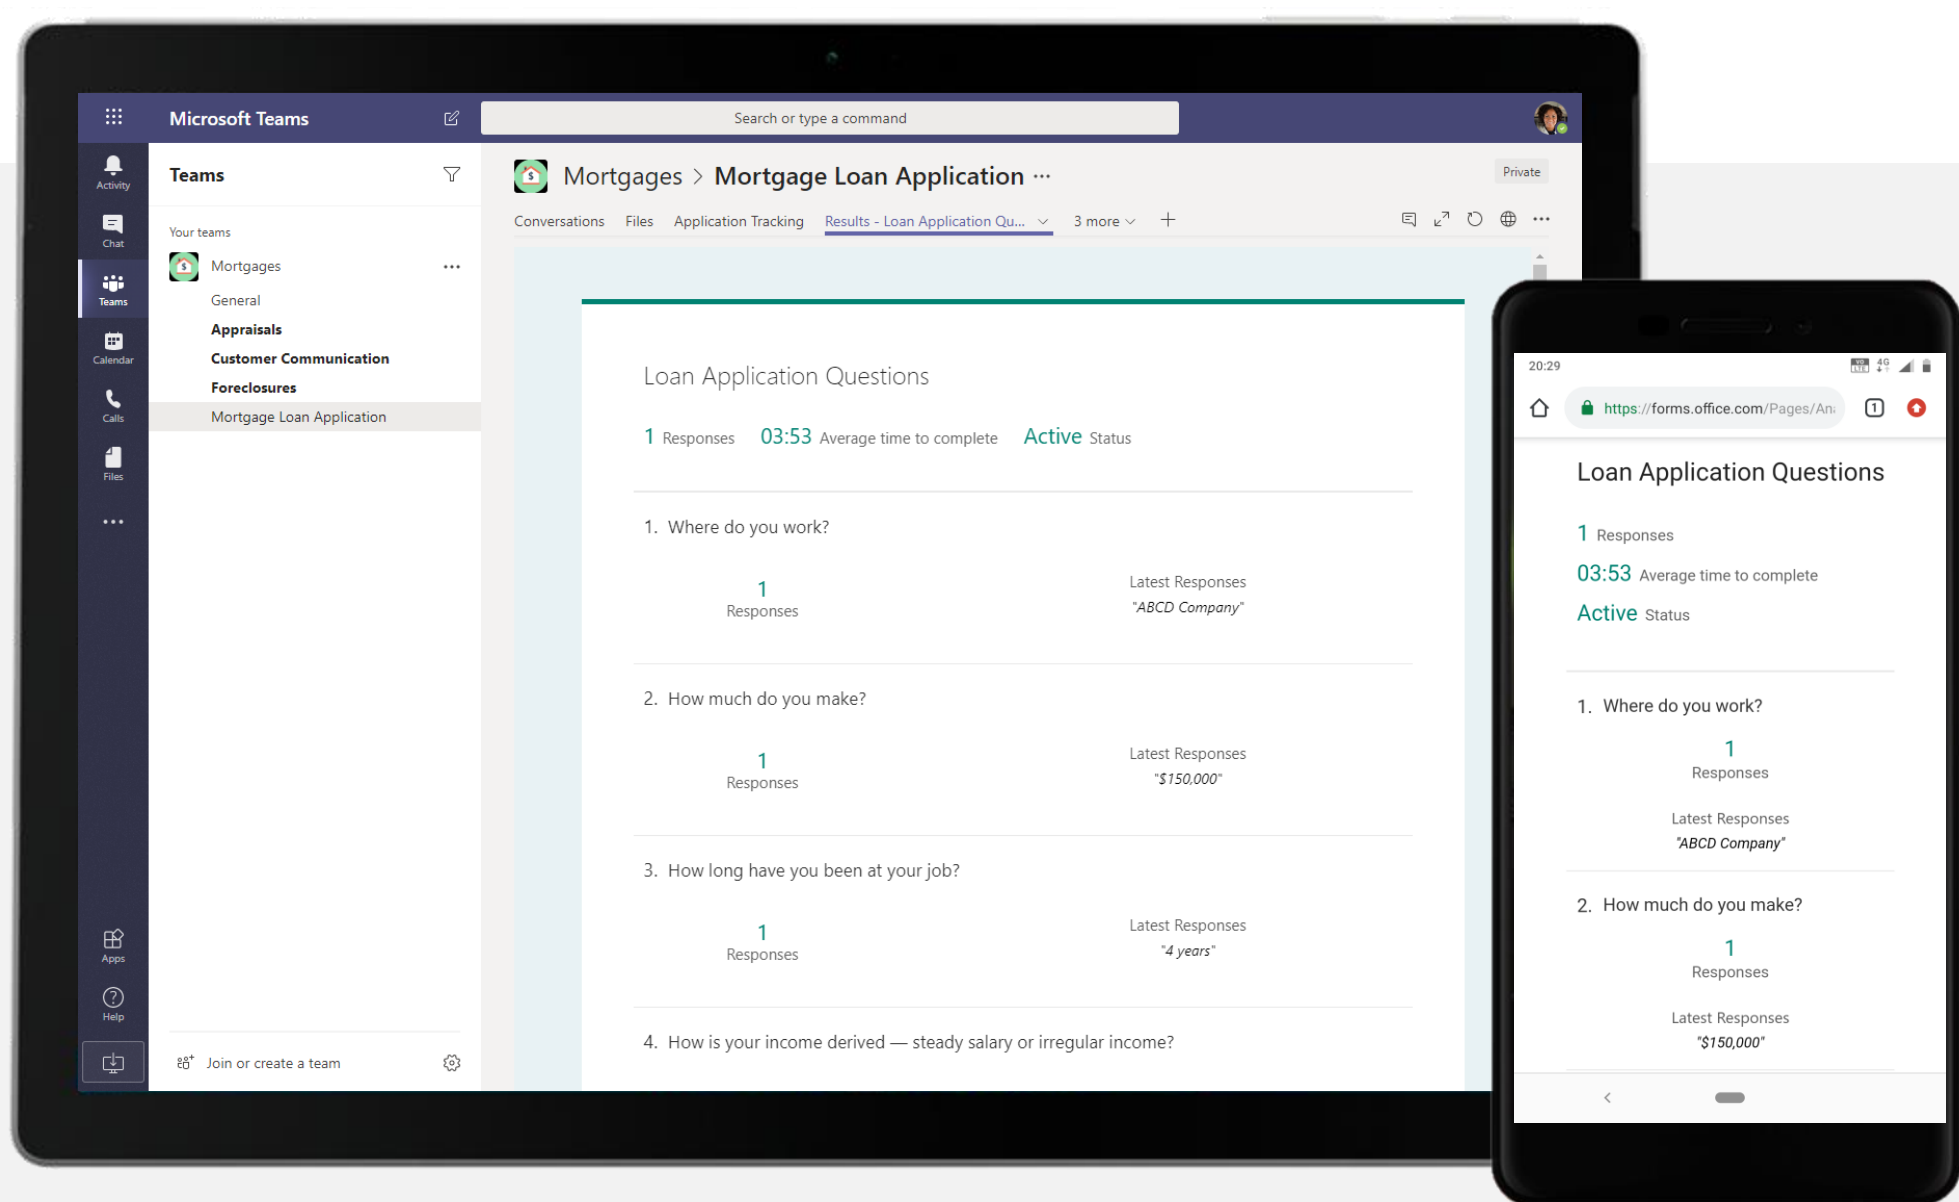 Microsoft Teams
Search or type a command
Activity
Chat
Teams
Calendar
Calls
Files
Apps
Help
Teams
Your teams
Mortgages
General
Appraisals
Customer Communication
Foreclosures
Mortgage Loan Application
Join or create a team
Mortgages > Mortgage Loan Application ···
Private
Conversations Files Application Tracking Results - Loan Application Qu... 3 more
Loan Application Questions
1 Responses 03:53 Average time to complete Active Status
1. Where do you work?
1
Responses
Latest Responses
"ABCD Company"
2. How much do you make?
1
Responses
Latest Responses
"$150,000"
3. How long have you been at your job?
1
Responses
Latest Responses
"4 years"
4. How is your income derived — steady salary or irregular income?
20:29
VO LTE 4G
https://forms.office.com/Pages/An
1
Loan Application Questions
1 Responses
03:53 Average time to complete
Active Status
1. Where do you work?
1
Responses
Latest Responses
"ABCD Company"
2. How much do you make?
1
Responses
Latest Responses
"$150,000"